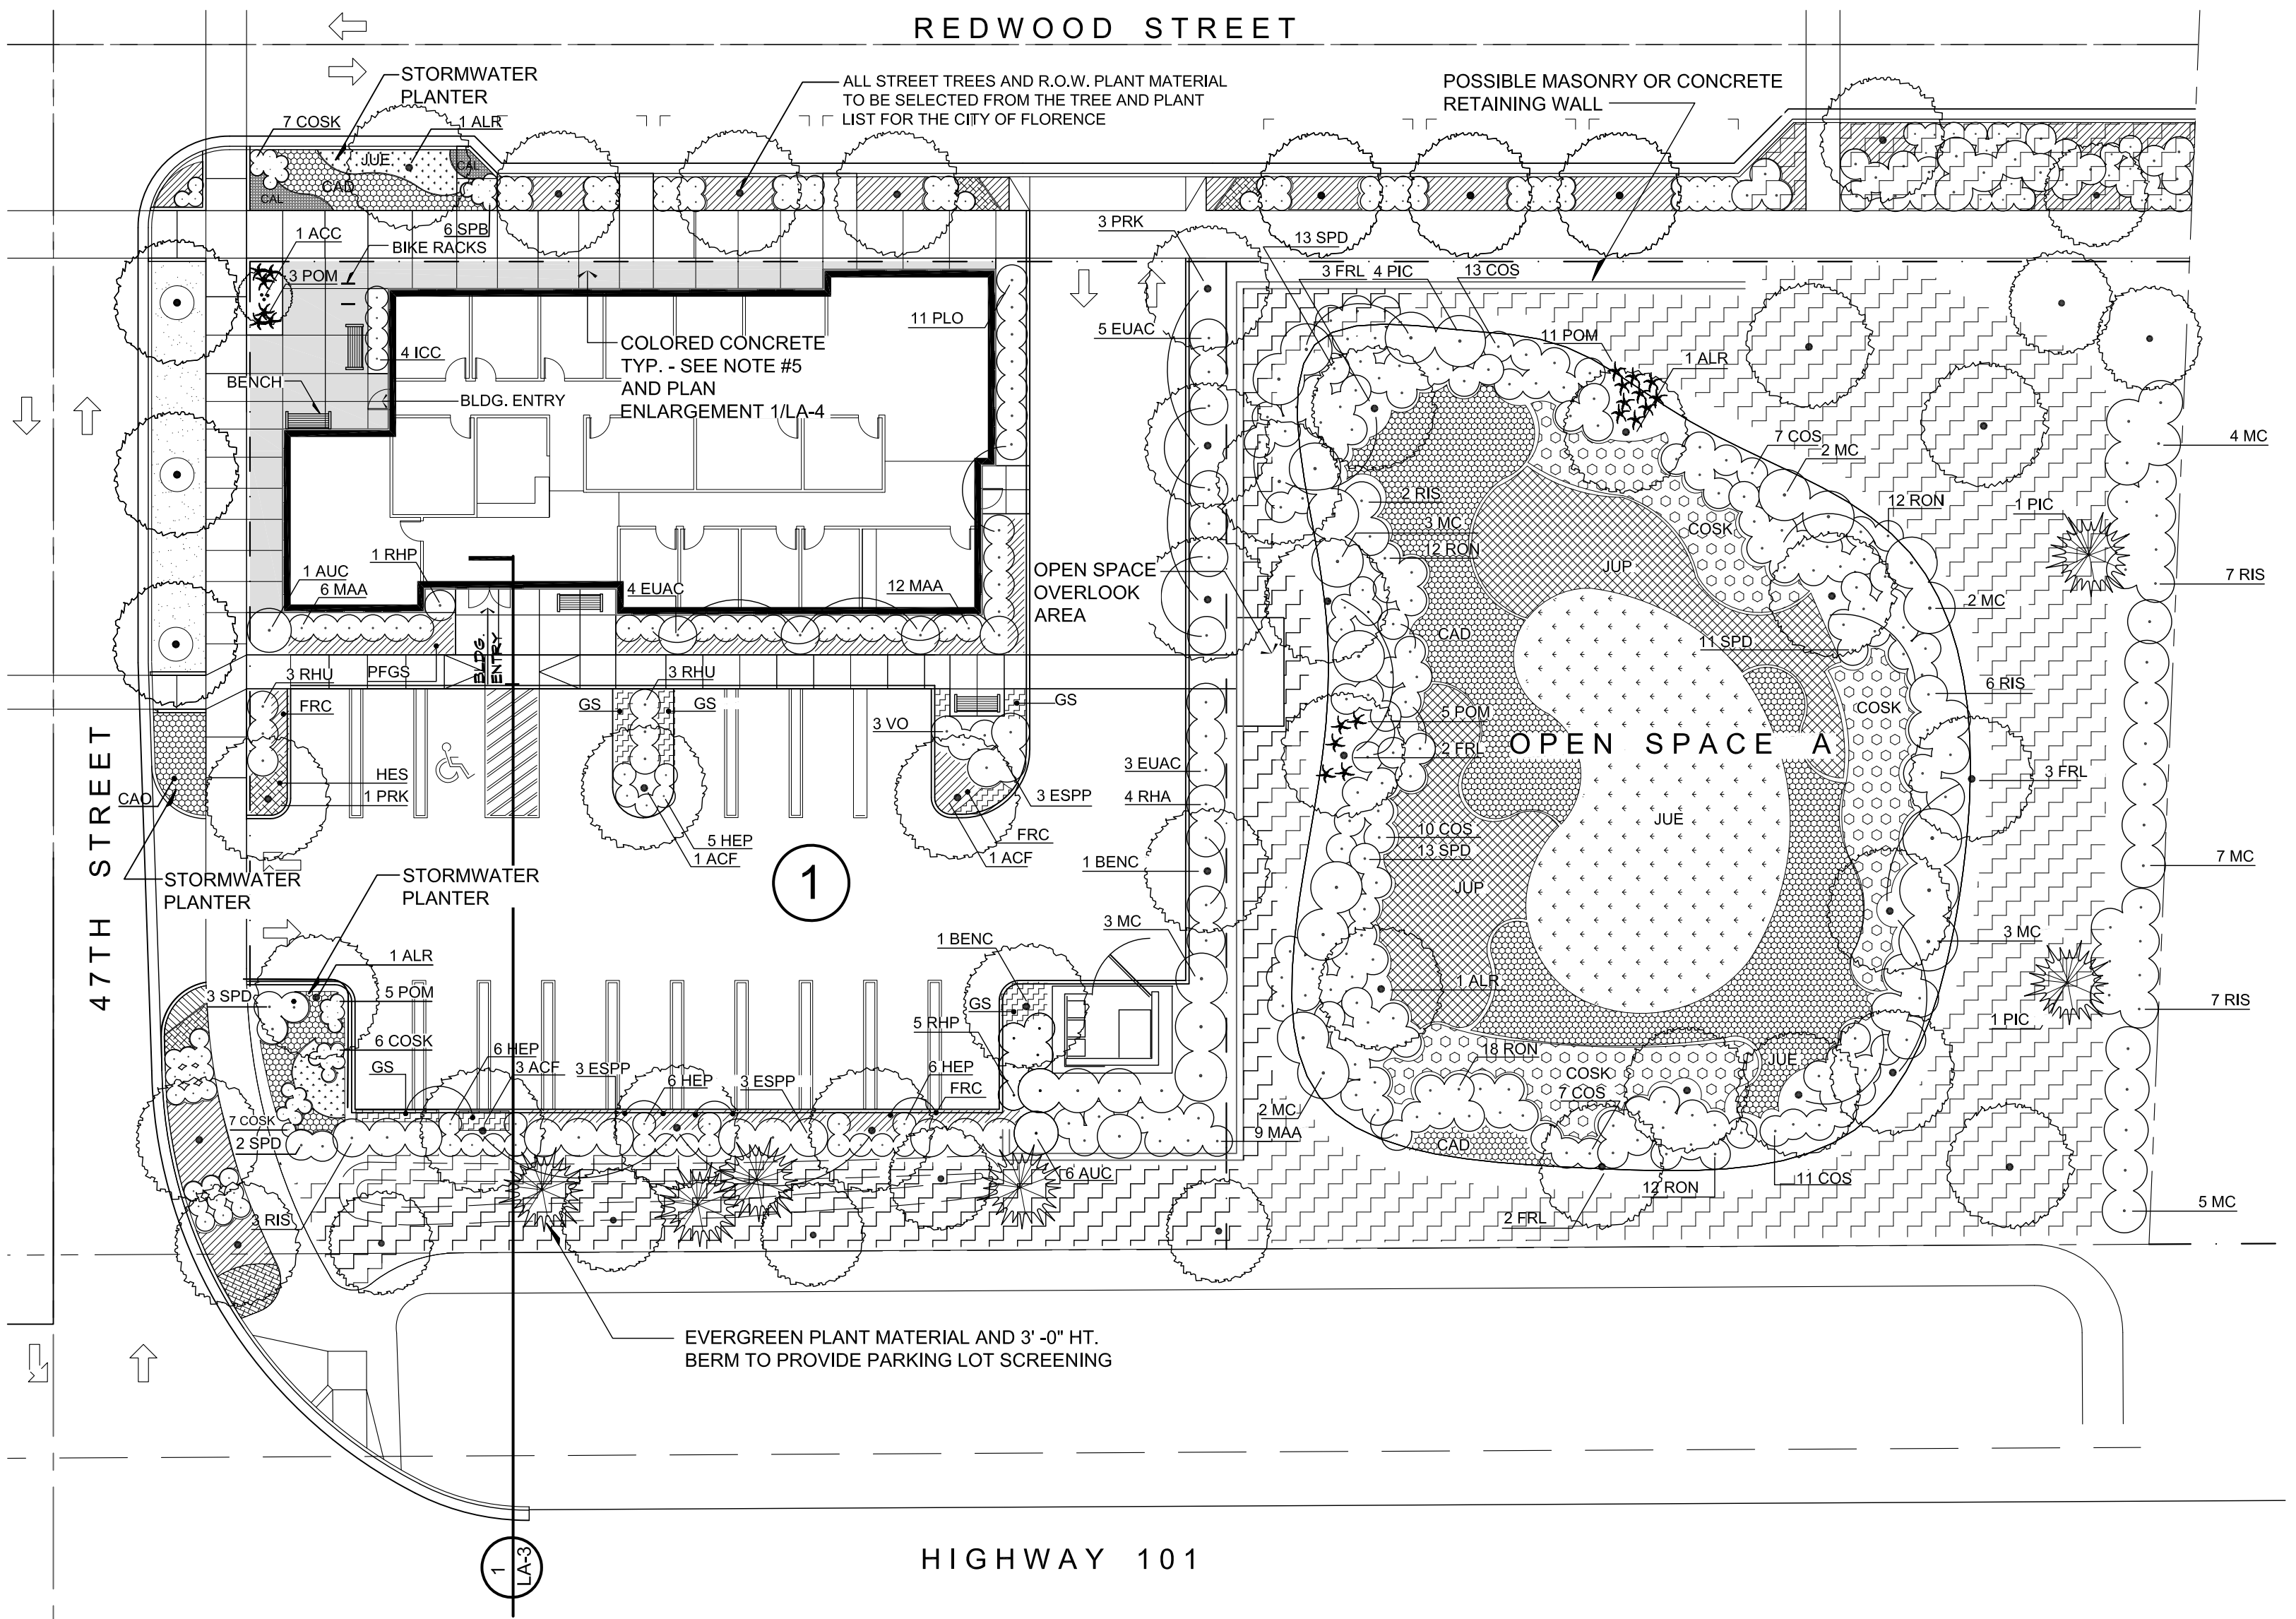 REDWOOD STREET
STORMWATER
PLANTER
ALL STREET TREES AND R.O.W. PLANT MATERIAL
TO BE SELECTED FROM THE TREE AND PLANT
LIST FOR THE CITY OF FLORENCE
POSSIBLE MASONRY OR CONCRETE
RETAINING WALL
7 COSK
1 ALR
JUE
CAL
CAD
CAL
6 SPB
1 ACC
BIKE RACKS
3 POM
3 PRK
13 SPD
3 FRL
4 PIC
13 COS
11 PLO
5 EUAC
11 POM
1 ALR
COLORED CONCRETE
TYP. - SEE NOTE #5
AND PLAN
ENLARGEMENT 1/LA-4
4 ICC
BENCH
BLDG. ENTRY
7 COS
2 MC
4 MC
2 RIS
12 RON
1 PIC
3 MC
COSK
12 RON
JUP
1 RHP
1 AUC
6 MAA
4 EUAC
12 MAA
OPEN SPACE
OVERLOOK
AREA
7 RIS
2 MC
CAD
11 SPD
BLDG.
ENTRY
3 RHU
PFGS
3 RHU
FRC
GS
GS
GS
6 RIS
3 VO
5 POM
COSK
2 FRL
OPEN SPACE A
47TH STREET
HES
CAO
1 PRK
3 EUAC
3 FRL
3 ESPP
4 RHA
FRC
5 HEP
1 ACF
1 ACF
10 COS
13 SPD
JUE
1 BENC
7 MC
STORMWATER
PLANTER
STORMWATER
PLANTER
1
JUP
3 MC
1 BENC
3 MC
1 ALR
3 SPD
5 POM
GS
1 ALR
7 RIS
5 RHP
1 PIC
6 COSK
6 HEP
GS
3 ACF
3 ESPP
6 HEP
3 ESPP
6 HEP
FRC
18 RON
COSK
JUE
7 COS
7 COSK
2 SPD
2 MC
9 MAA
CAD
6 AUC
11 COS
12 RON
3 RIS
2 FRL
5 MC
EVERGREEN PLANT MATERIAL AND 3' -0" HT.
BERM TO PROVIDE PARKING LOT SCREENING
1
LA-3
HIGHWAY 101